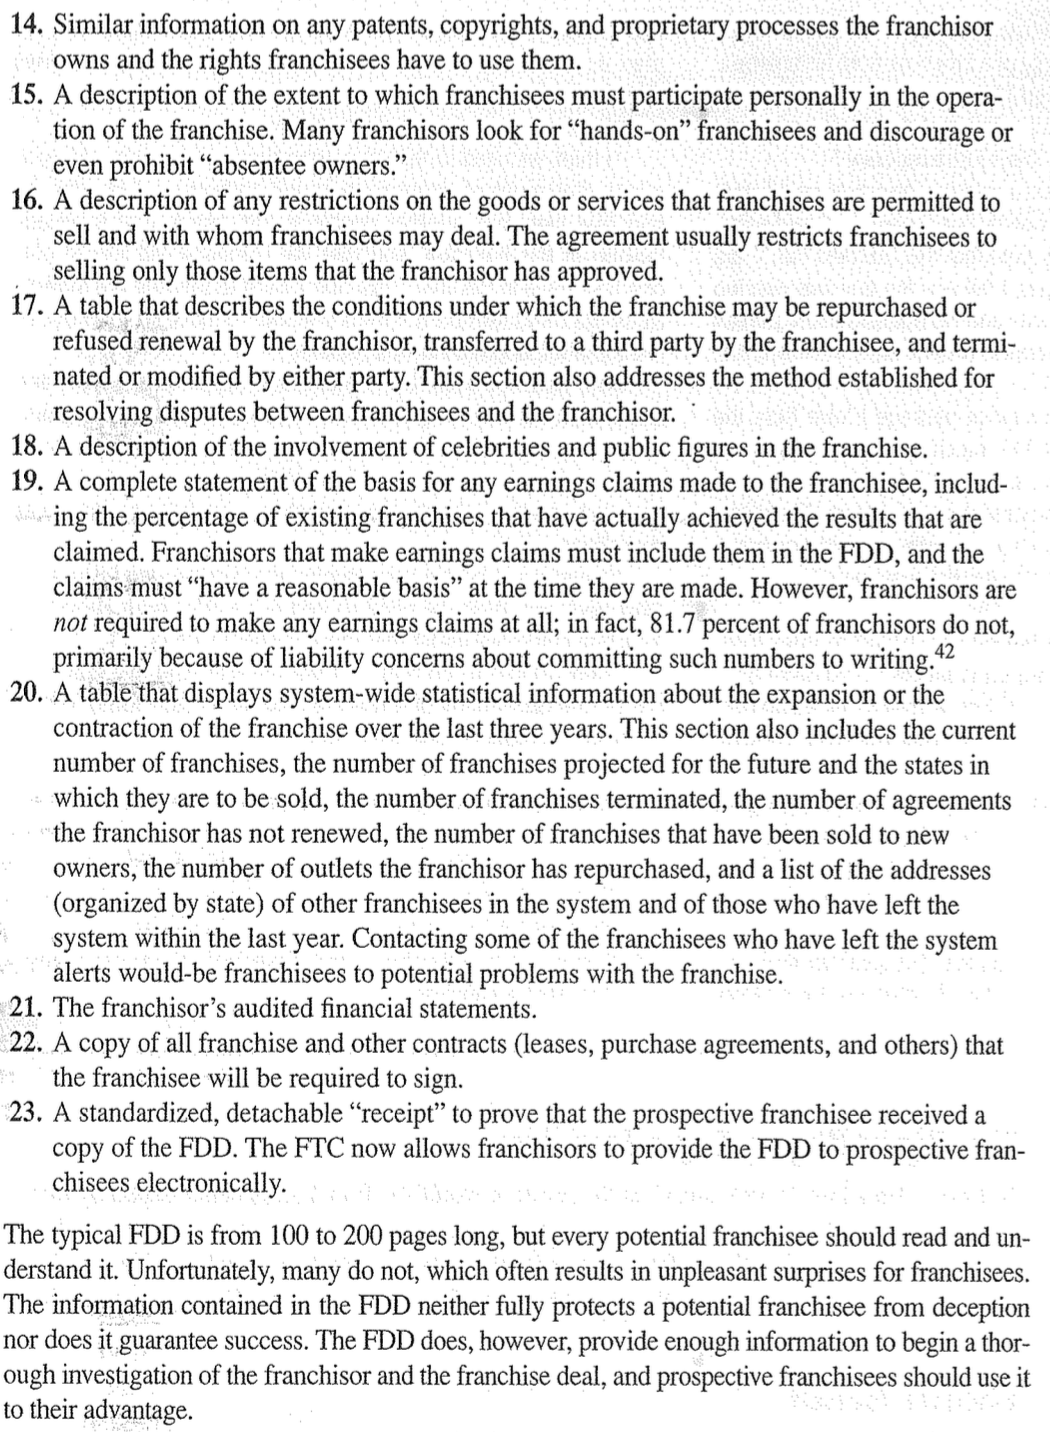 14. Similar information on any patents, copyrights, and proprietary processes the franchisor
owns and the rights franchisees have to use them.
15. A description of the extent to which franchisees must participate personally in the opera-
tion of the franchise. Many franchisors look for “hands-on” franchisees and discourage or
even prohibit “absentee owners.”
16. A description of any restrictions on the goods or services that franchises are permitted to
sell and with whom franchisees may deal. The agreement usually restricts franchisees to
selling only those items that the franchisor has approved.
17. A table that describes the conditions under which the franchise may be repurchased or
refused renewal by the franchisor, transferred to a third party by the franchisee, and termi-
nated or modified by either party. This section also addresses the method established for
resolving disputes between franchisees and the franchisor.
18. A description of the involvement of celebrities and public figures in the franchise.
19. A complete statement of the basis for any earnings claims made to the franchisee, includ-
ing the percentage of existing franchises that have actually achieved the results that are
claimed. Franchisors that make earnings claims must include them in the FDD, and the
claims must “have a reasonable basis” at the time they are made. However, franchisors are
not required to make any earnings claims at all; in fact, 81.7 percent of franchisors do not,
primarily because of liability concerns about committing such numbers to writing.42
20. A table that displays system-wide statistical information about the expansion or the
contraction of the franchise over the last three years. This section also includes the current
number of franchises, the number of franchises projected for the future and the states in
which they are to be sold, the number of franchises terminated, the number of agreements
the franchisor has not renewed, the number of franchises that have been sold to new
owners, the number of outlets the franchisor has repurchased, and a list of the addresses
(organized by state) of other franchisees in the system and of those who have left the
system within the last year. Contacting some of the franchisees who have left the system
alerts would-be franchisees to potential problems with the franchise.
21. The franchisor’s audited financial statements.
22. A copy of all franchise and other contracts (leases, purchase agreements, and others) that
the franchisee will be required to sign.
23. A standardized, detachable “receipt” to prove that the prospective franchisee received a
copy of the FDD. The FTC now allows franchisors to provide the FDD to prospective fran-
chisees electronically.
The typical FDD is from 100 to 200 pages long, but every potential franchisee should read and un-
derstand it. Unfortunately, many do not, which often results in unpleasant surprises for franchisees.
The information contained in the FDD neither fully protects a potential franchisee from deception
nor does it guarantee success. The FDD does, however, provide enough information to begin a thor-
ough investigation of the franchisor and the franchise deal, and prospective franchisees should use it
to their advantage.